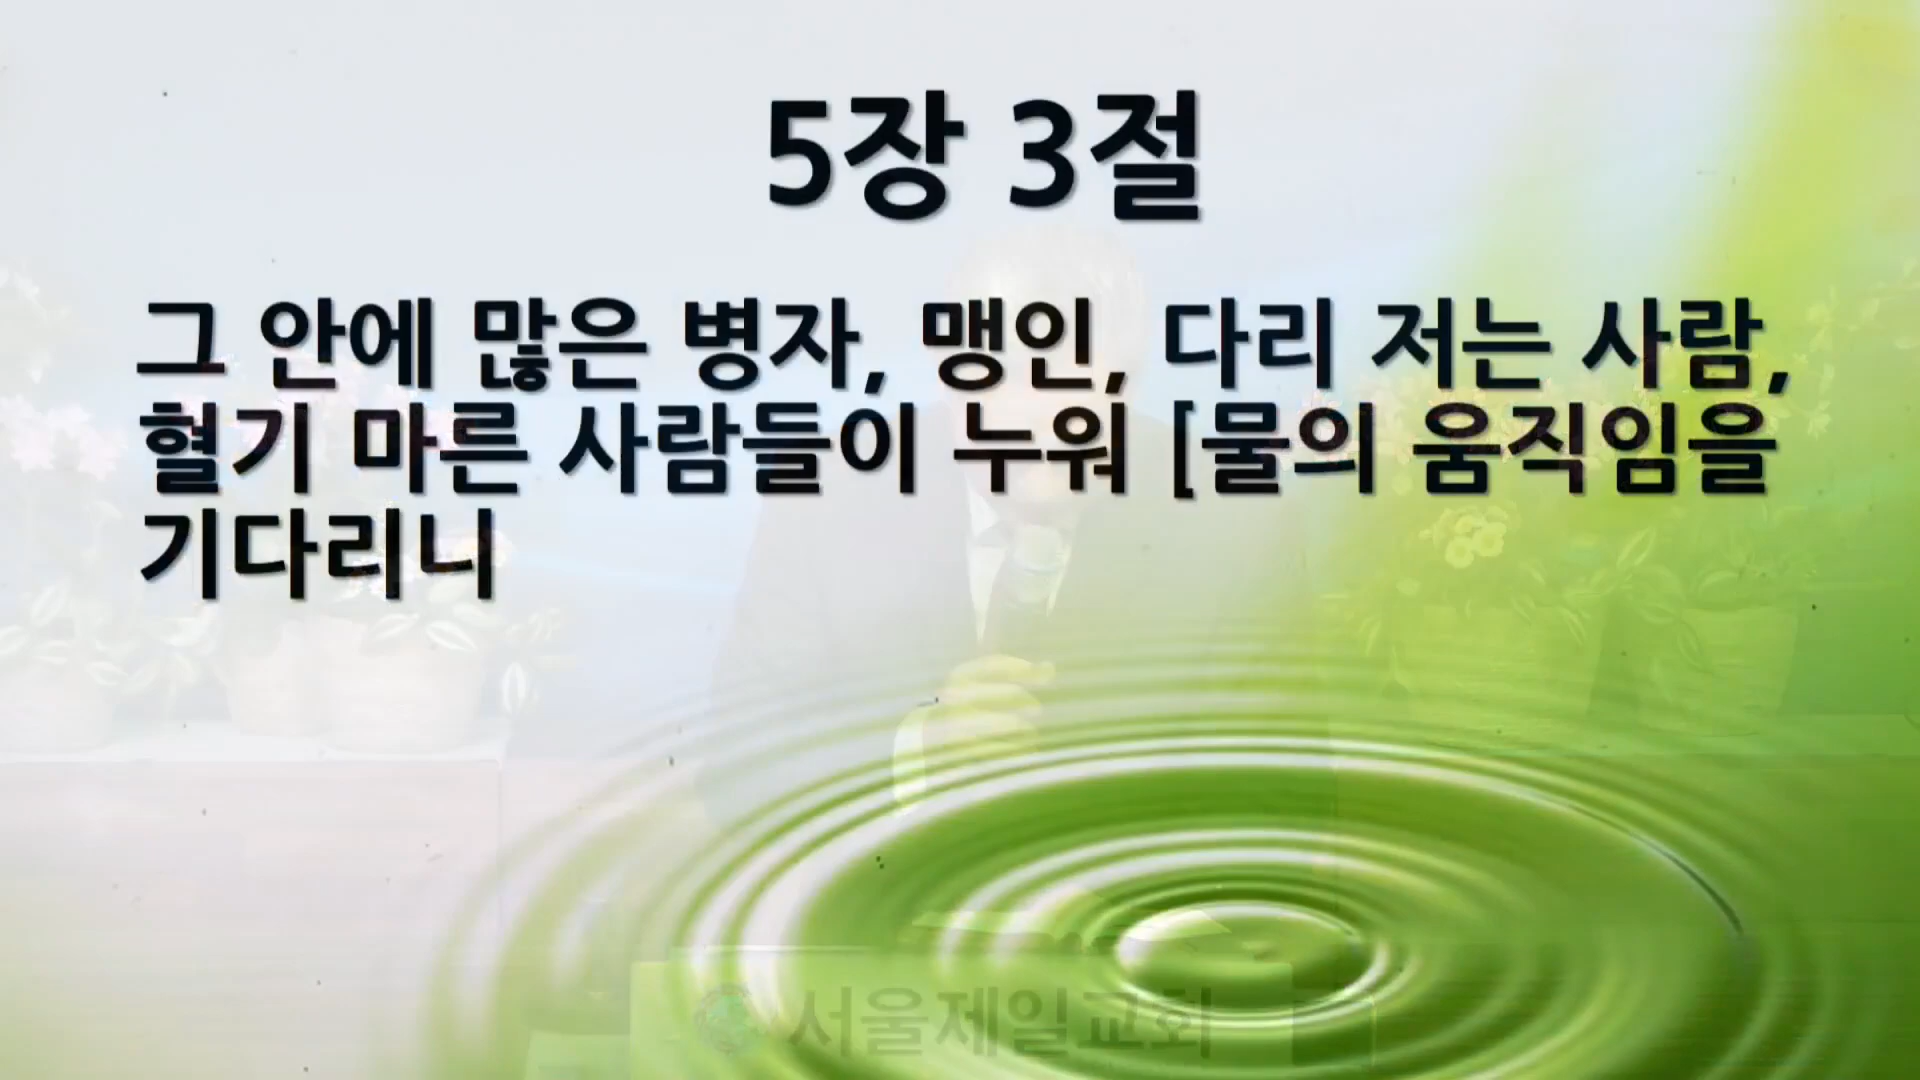 5장 3절
그 안에 많은 병자, 맹인, 다리 저는 사람,
혈기 마른 사람들이 누워 [물의 움직임을
기다리니
서울제일교회